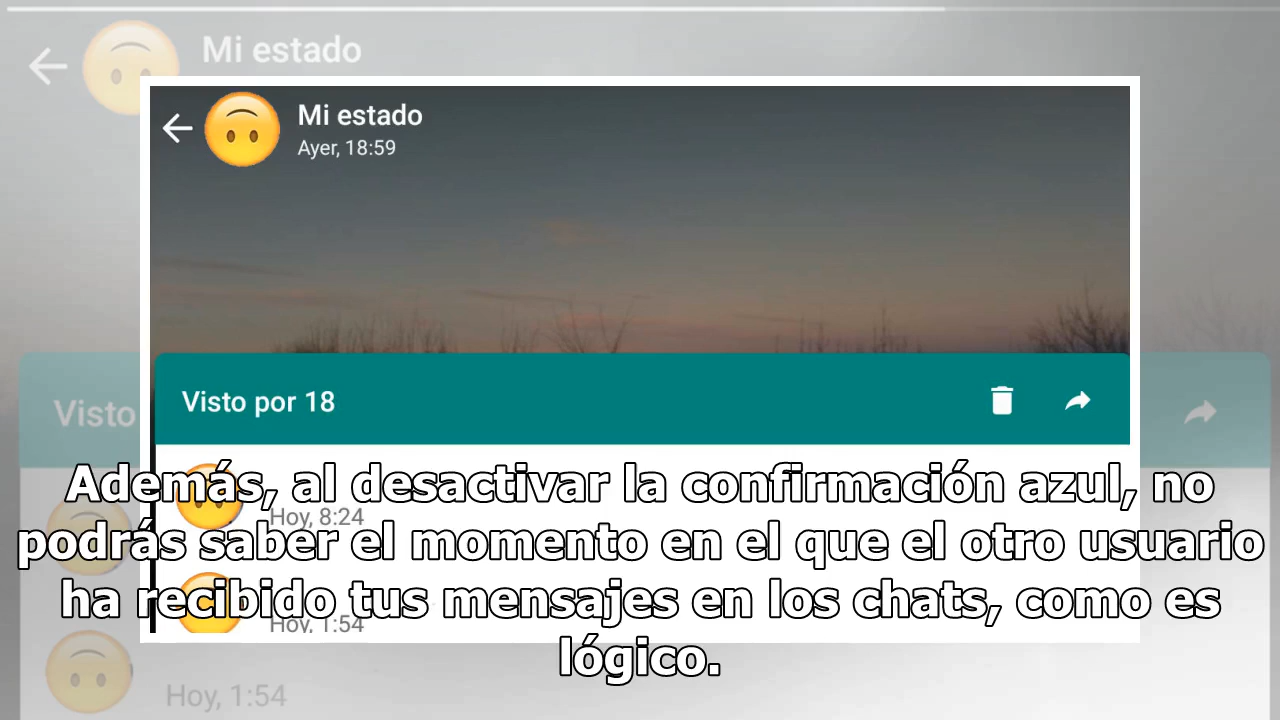 Mi estado
Mi estado
Ayer, 18:59
Visto por 18
Visto
Hoy, 8:24
Además, al desactivar la confirmación azul, no
podrás saber el momento en el que el otro usuario
ha recibido tus mensajes en los chats, como es
lógico.
Hoy, 1:54
Hoy, 1:54